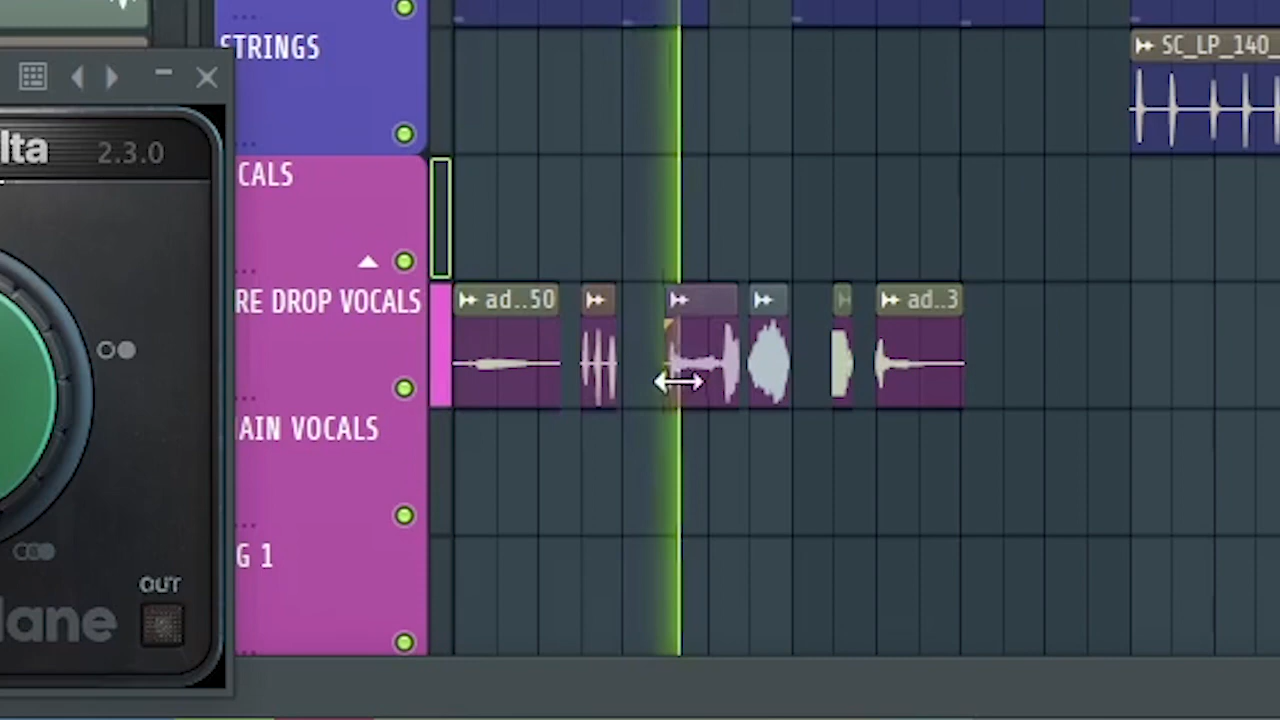 STRINGS
SC_LP_140_
lta 2.3.0
CALS
RE DROP VOCALS
ad..50
ad..3
AIN VOCALS
G 1
OUT
lane